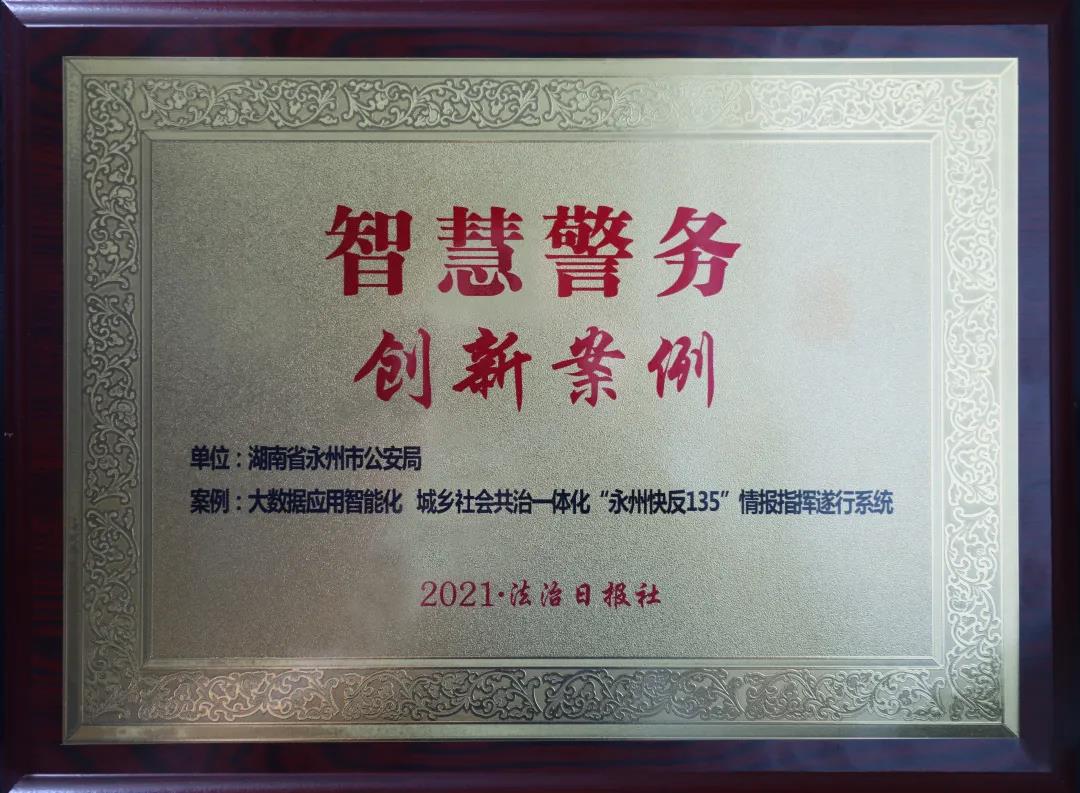 智慧警务
创新案例
单位：湖南省永州市公安局
案例：大数据应用智能化 城乡社会共治一体化“永州快反135”情报指挥遂行系统
2021·法治日报社